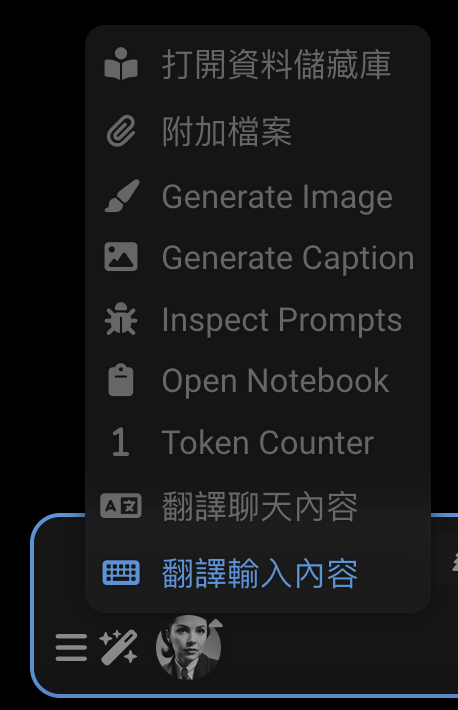 打開資料儲藏庫
附加檔案
Generate Image
Generate Caption
Inspect Prompts
Open Notebook
1 Token Counter
翻譯聊天內容
翻譯輸入內容